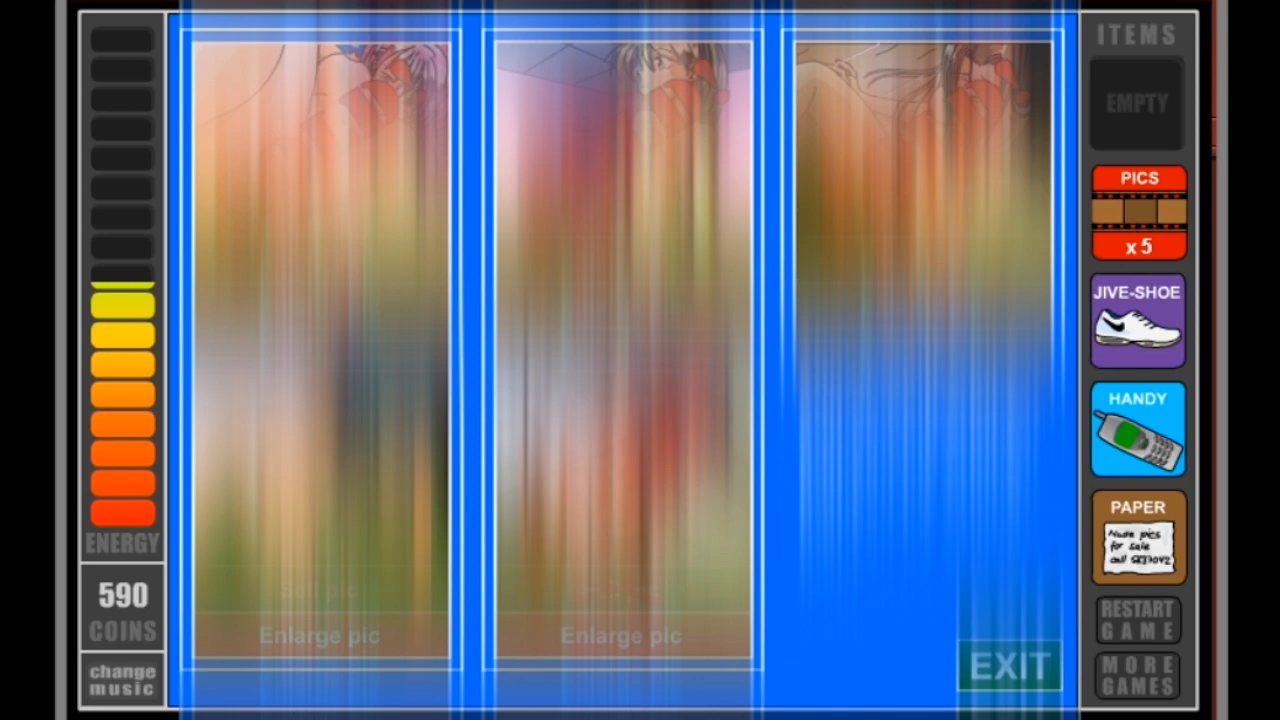 ENERGY
590
COINS
change
music
Enlarge pic
Enlarge pic
EXIT
ITEMS
EMPTY
PICS
x 5
JIVE-SHOE
HANDY
PAPER
Nude pics
for sale
call
RESTART
GAME
MORE
GAMES